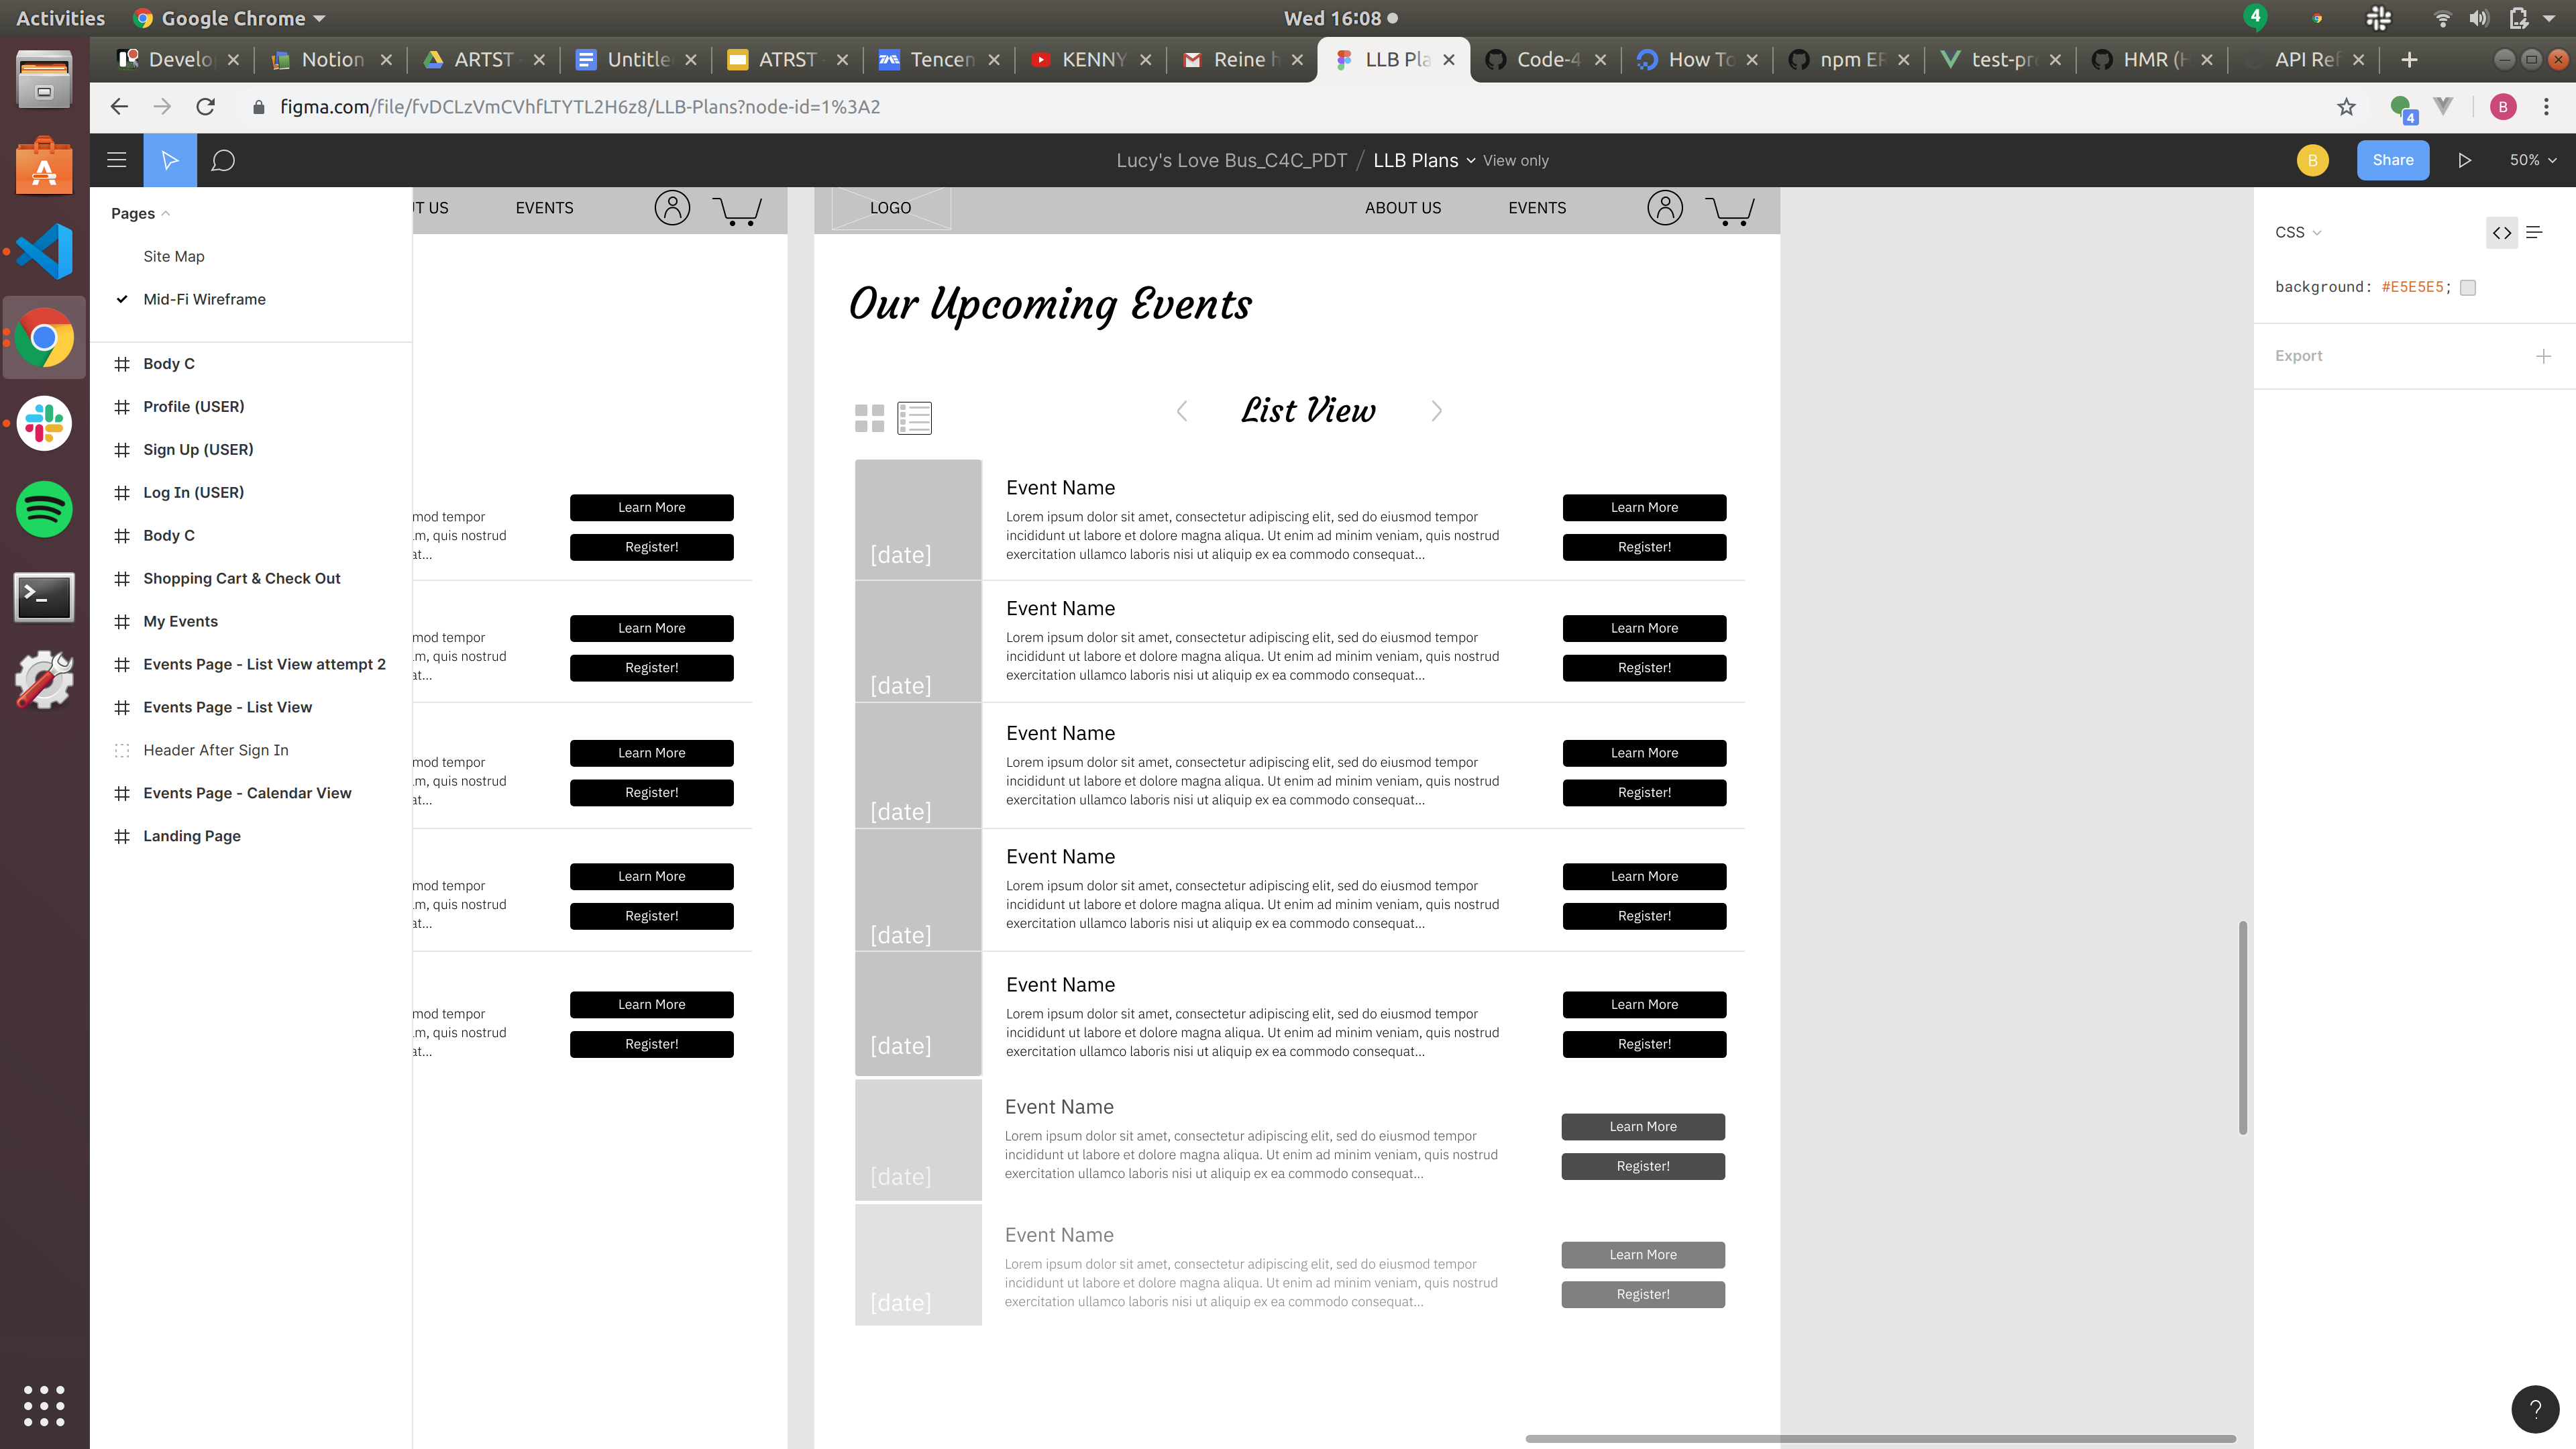 Activities
Google Chrome
Wed 16:08
4
Develo
Notion
ARTST -
Untitle
ATRST -
Tencen
KENNY
Reine h
LLB Pla
Code-4
How To
npm ER
test-pr
HMR (H
API Ref
figma.com/file/fvDCLzVmCVhfLTYTL2H6z8/LLB-Plans?node-id=1%3A2
4
B
Lucy's Love Bus_C4C_PDT / LLB Plans View only
B
Share
50%
Pages
Site Map
Mid-Fi Wireframe
Body C
Profile (USER)
Sign Up (USER)
Log In (USER)
Body C
Shopping Cart & Check Out
My Events
Events Page - List View attempt 2
Events Page - List View
Header After Sign In
Events Page - Calendar View
Landing Page
UT US
EVENTS
mod tempor
m, quis nostrud
at...
Learn More
Register!
mod tempor
m, quis nostrud
at...
Learn More
Register!
mod tempor
m, quis nostrud
at...
Learn More
Register!
mod tempor
m, quis nostrud
at...
Learn More
Register!
mod tempor
m, quis nostrud
at...
Learn More
Register!
LOGO
ABOUT US
EVENTS
Our Upcoming Events
List View
[date]
Event Name
Lorem ipsum dolor sit amet, consectetur adipiscing elit, sed do eiusmod tempor
incididunt ut labore et dolore magna aliqua. Ut enim ad minim veniam, quis nostrud
exercitation ullamco laboris nisi ut aliquip ex ea commodo consequat...
Learn More
Register!
[date]
Event Name
Lorem ipsum dolor sit amet, consectetur adipiscing elit, sed do eiusmod tempor
incididunt ut labore et dolore magna aliqua. Ut enim ad minim veniam, quis nostrud
exercitation ullamco laboris nisi ut aliquip ex ea commodo consequat...
Learn More
Register!
[date]
Event Name
Lorem ipsum dolor sit amet, consectetur adipiscing elit, sed do eiusmod tempor
incididunt ut labore et dolore magna aliqua. Ut enim ad minim veniam, quis nostrud
exercitation ullamco laboris nisi ut aliquip ex ea commodo consequat...
Learn More
Register!
[date]
Event Name
Lorem ipsum dolor sit amet, consectetur adipiscing elit, sed do eiusmod tempor
incididunt ut labore et dolore magna aliqua. Ut enim ad minim veniam, quis nostrud
exercitation ullamco laboris nisi ut aliquip ex ea commodo consequat...
Learn More
Register!
[date]
Event Name
Lorem ipsum dolor sit amet, consectetur adipiscing elit, sed do eiusmod tempor
incididunt ut labore et dolore magna aliqua. Ut enim ad minim veniam, quis nostrud
exercitation ullamco laboris nisi ut aliquip ex ea commodo consequat...
Learn More
Register!
[date]
Event Name
Lorem ipsum dolor sit amet, consectetur adipiscing elit, sed do eiusmod tempor
incididunt ut labore et dolore magna aliqua. Ut enim ad minim veniam, quis nostrud
exercitation ullamco laboris nisi ut aliquip ex ea commodo consequat...
Learn More
Register!
[date]
Event Name
Lorem ipsum dolor sit amet, consectetur adipiscing elit, sed do eiusmod tempor
incididunt ut labore et dolore magna aliqua. Ut enim ad minim veniam, quis nostrud
exercitation ullamco laboris nisi ut aliquip ex ea commodo consequat...
Learn More
Register!
CSS
background: #E5E5E5;
Export
?